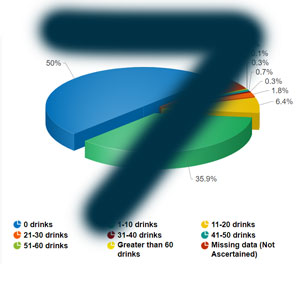 50%
.1%
0.3%
0.7%
0.3%
1.8%
6.4%
35.9%
0 drinks
1-10 drinks
11-20 drinks
21-30 drinks
31-40 drinks
41-50 drinks
51-60 drinks
Greater than 60
drinks
Missing data (Not
Ascertained)
7